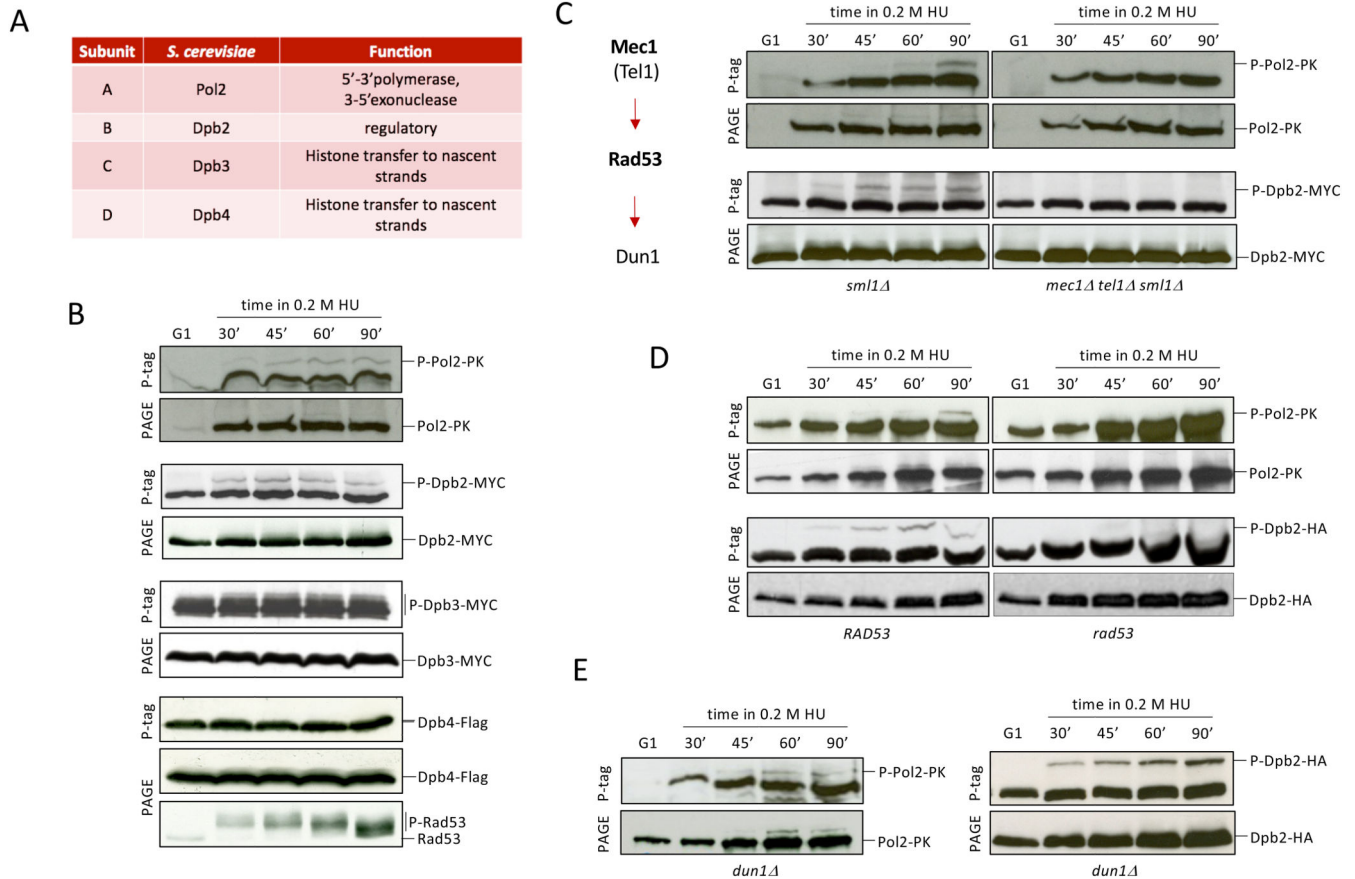 A
Subunit S. cerevisiae Function
A Pol2 5′-3′polymerase,
3-5′exonuclease
B Dpb2 regulatory
C Dpb3 Histone transfer to nascent
strands
D Dpb4 Histone transfer to nascent
strands
B
time in 0.2 M HU
G1 30’ 45’ 60’ 90’
P-tag P-Pol2-PK
PAGE Pol2-PK
P-tag P-Dpb2-MYC
PAGE Dpb2-MYC
P-tag P-Dpb3-MYC
PAGE Dpb3-MYC
P-tag Dpb4-Flag
PAGE Dpb4-Flag
P-Rad53
Rad53
C
Mec1
(Tel1)
Rad53
Dun1
time in 0.2 M HU time in 0.2 M HU
G1 30’ 45’ 60’ 90’ G1 30’ 45’ 60’ 90’
P-tag P-Pol2-PK
PAGE Pol2-PK
P-tag P-Dpb2-MYC
PAGE Dpb2-MYC
sml1Δ mec1Δ tel1Δ sml1Δ
D
time in 0.2 M HU time in 0.2 M HU
G1 30’ 45’ 60’ 90’ G1 30’ 45’ 60’ 90’
P-tag P-Pol2-PK
PAGE Pol2-PK
P-tag P-Dpb2-HA
PAGE Dpb2-HA
RAD53 rad53
E
time in 0.2 M HU time in 0.2 M HU
G1 30’ 45’ 60’ 90’ G1 30’ 45’ 60’ 90’
P-tag P-Pol2-PK P-tag P-Dpb2-HA
PAGE Pol2-PK PAGE Dpb2-HA
dun1Δ dun1Δ